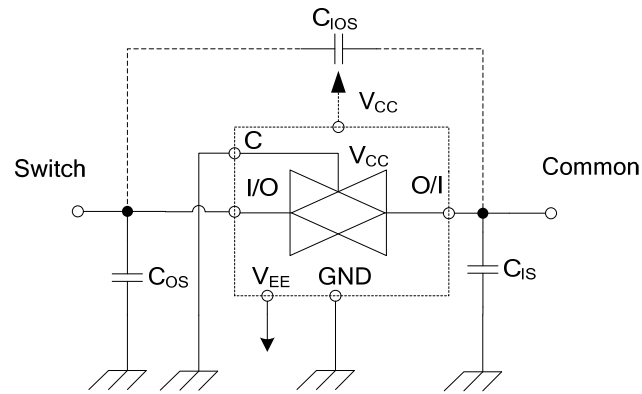 C_IOS
V_CC
C
V_CC
Switch
I/O
O/I
Common
C_OS
V_EE
GND
C_IS